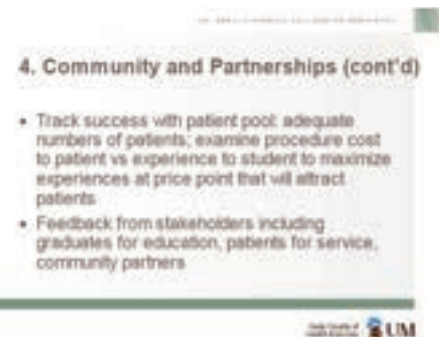 4. Community and Partnerships (cont'd)
• Track success with patient pool: adequate
numbers of patients; examine procedure cost
to patient vs experience to student to maximize
experiences at price point that will attract
patients
• Feedback from stakeholders including
graduates for education, patients for service,
community partners
UM